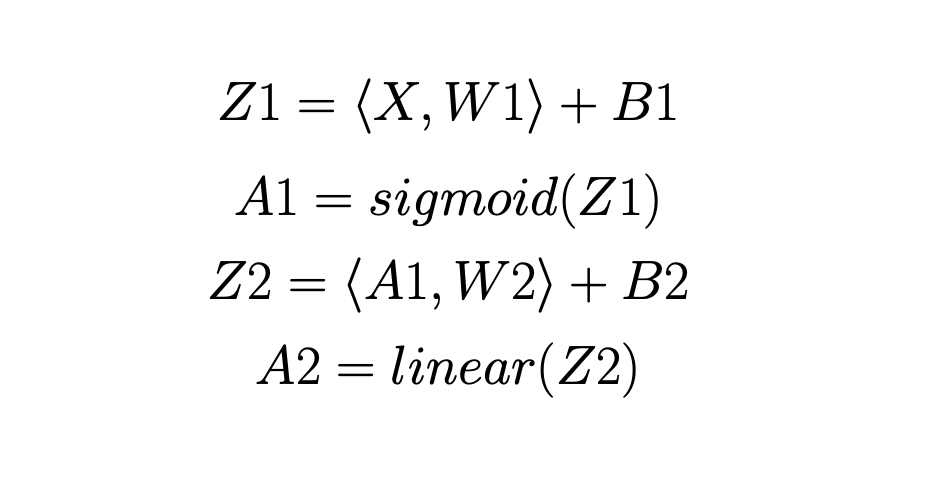 Z1 = ⟨X, W1⟩ + B1
A1 = sigmoid(Z1)
Z2 = ⟨A1, W2⟩ + B2
A2 = linear(Z2)